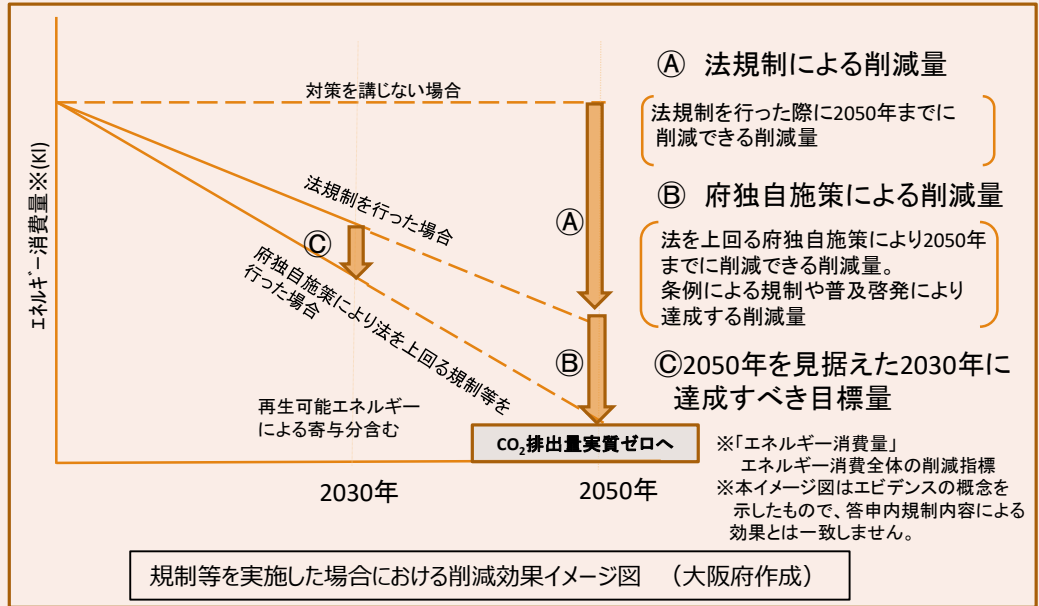 対策を講じない場合
エネルギー消費量※(Kl)
法規制を行った場合
府独自施策により法を上回る規制等を
行った場合
Ⓐ
Ⓑ
Ⓒ
再生可能エネルギー
による寄与分含む
CO₂排出量実質ゼロへ
2030年
2050年
Ⓐ 法規制による削減量
法規制を行った際に2050年までに
削減できる削減量
Ⓑ 府独自施策による削減量
法を上回る府独自施策により2050年
までに削減できる削減量。
条例による規制や普及啓発により
達成する削減量
Ⓒ2050年を見据えた2030年に
達成すべき目標量
※「エネルギー消費量」
エネルギー消費全体の削減指標
※本イメージ図はエビデンスの概念を
示したもので、答申内規制内容による
効果とは一致しません。
規制等を実施した場合における削減効果イメージ図 （大阪府作成）